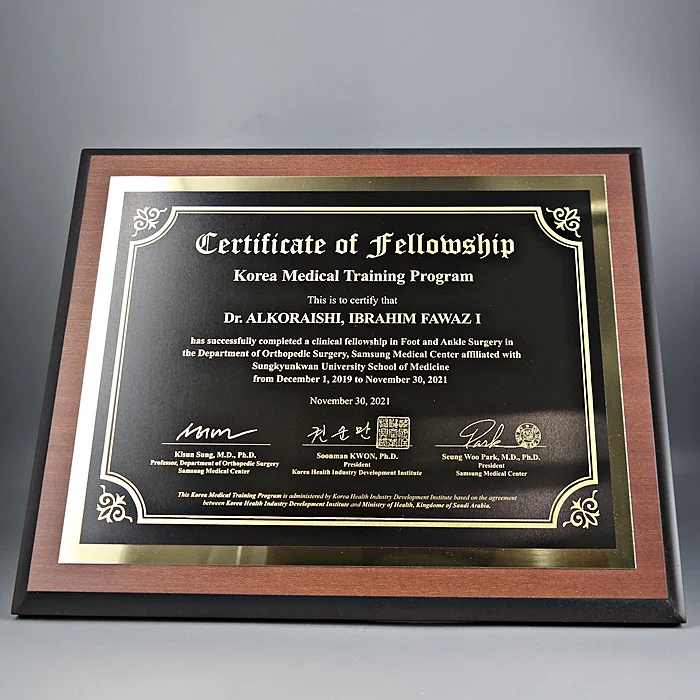 Certificate of Fellowship
Korea Medical Training Program
This is to certify that
Dr. ALKORAISHI, IBRAHIM FAWAZ I
has successfully completed a clinical fellowship in Foot and Ankle Surgery in
the Department of Orthopedic Surgery, Samsung Medical Center affiliated with
Sungkyunkwan University School of Medicine
from December 1, 2019 to November 30, 2021
November 30, 2021
권순만
Park
Kisun Sung, M.D., Ph.D.
Professor, Department of Orthopedic Surgery
Samsung Medical Center
Soonman KWON, Ph.D.
President
Korea Health Industry Development Institute
Seung Woo Park, M.D., Ph.D.
President
Samsung Medical Center
This Korea Medical Training Program is administered by Korea Health Industry Development Institute based on the agreement
between Korea Health Industry Development Institute and Ministry of Health, Kingdome of Saudi Arabia.